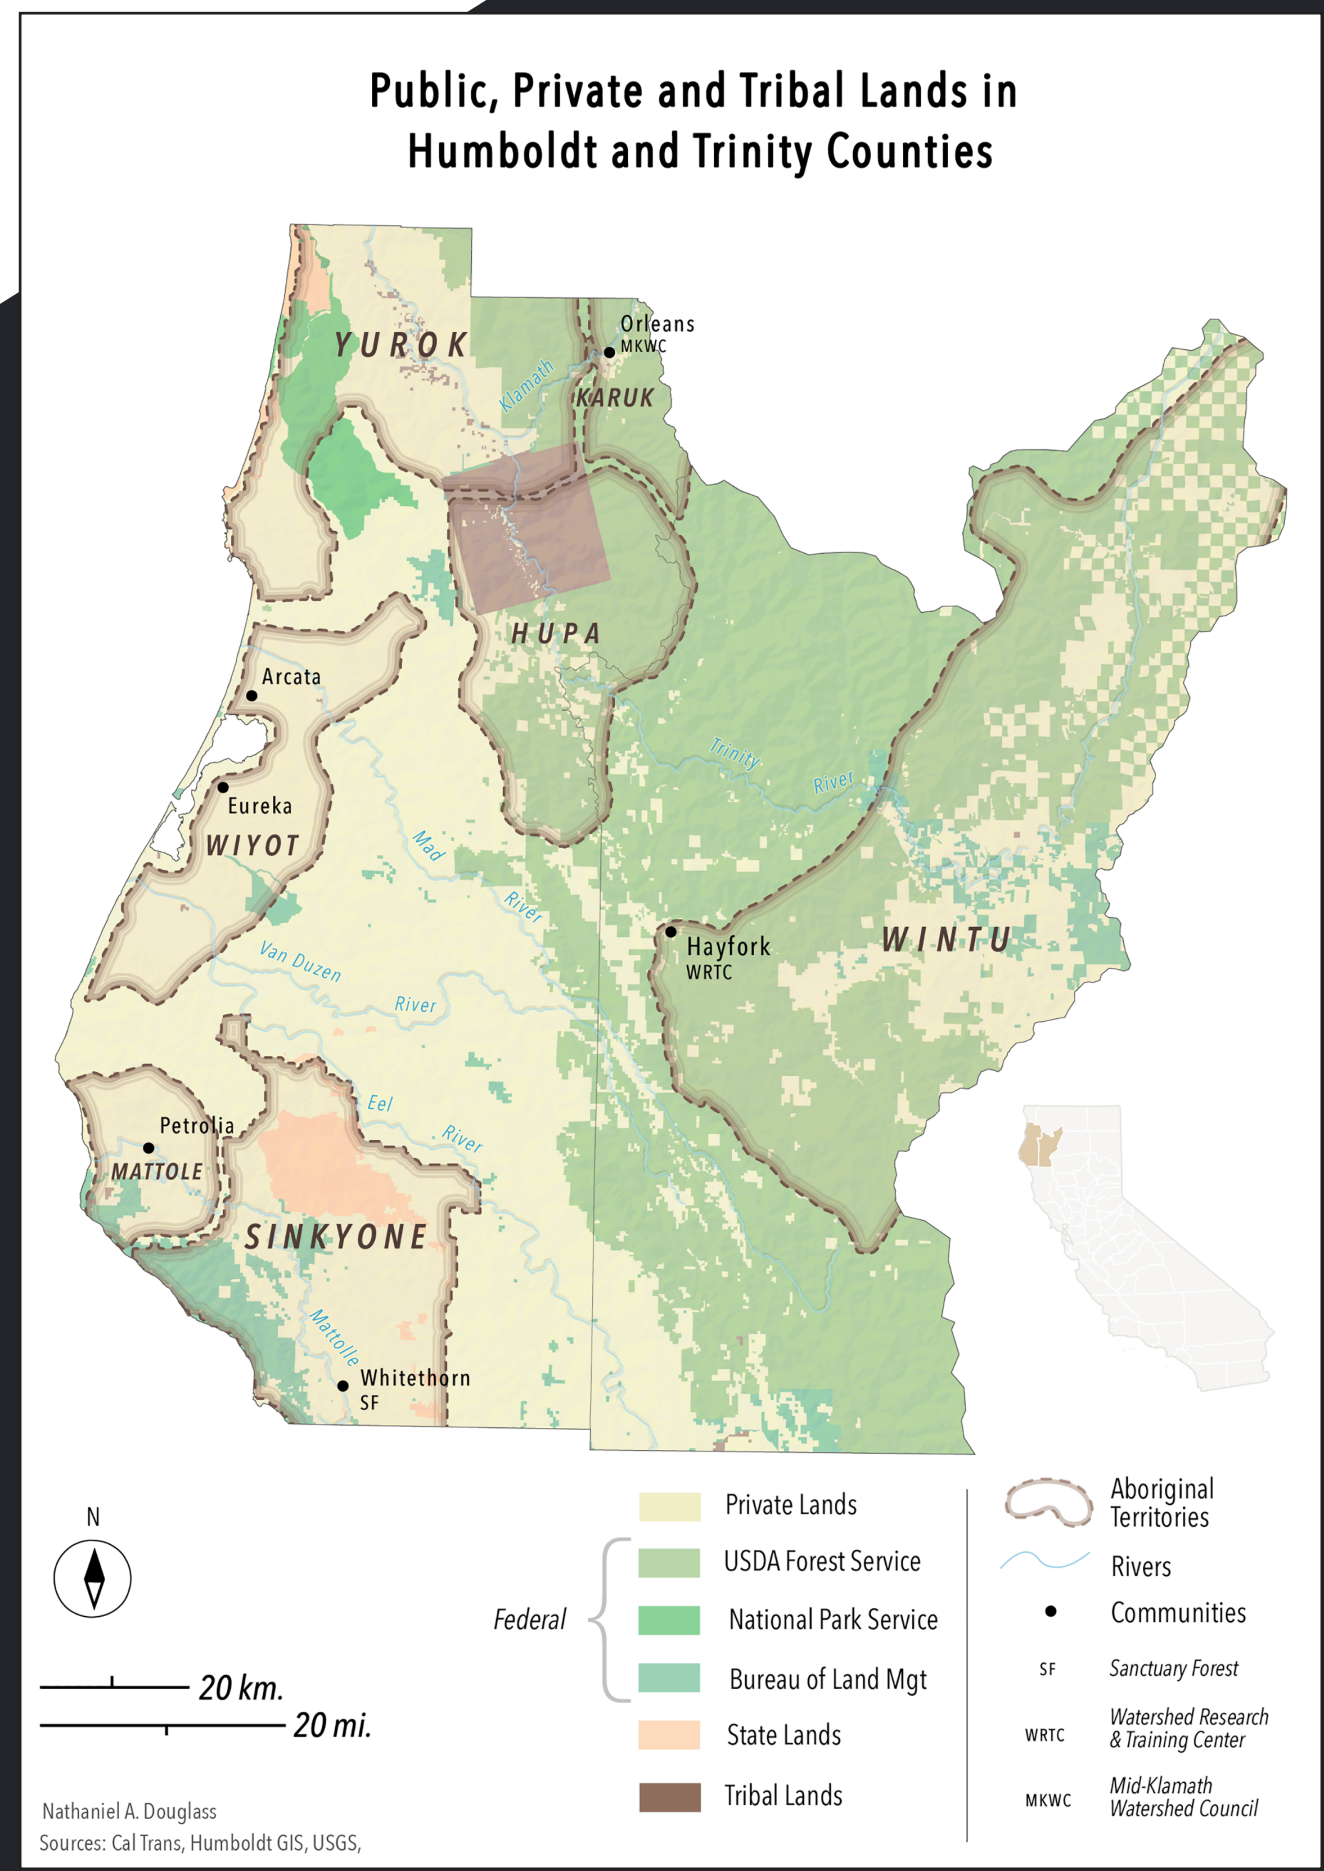 Public, Private and Tribal Lands in
Humboldt and Trinity Counties
YUROK
Orleans
MKWC
Klamath
KARUK
HUPA
Arcata
Trinity
River
Eureka
WIYOT
Mad
River
WINTU
Hayfork
WRTC
Van Duzen
River
Eel
River
Petrolia
MATTOLE
SINKYONE
Mattolle
Whitethorn
SF
N
20 km.
20 mi.
Nathaniel A. Douglass
Sources: Cal Trans, Humboldt GIS, USGS,
Private Lands
Federal
USDA Forest Service
National Park Service
Bureau of Land Mgt
State Lands
Tribal Lands
Aboriginal
Territories
Rivers
Communities
SF Sanctuary Forest
WRTC Watershed Research
& Training Center
MKWC Mid-Klamath
Watershed Council